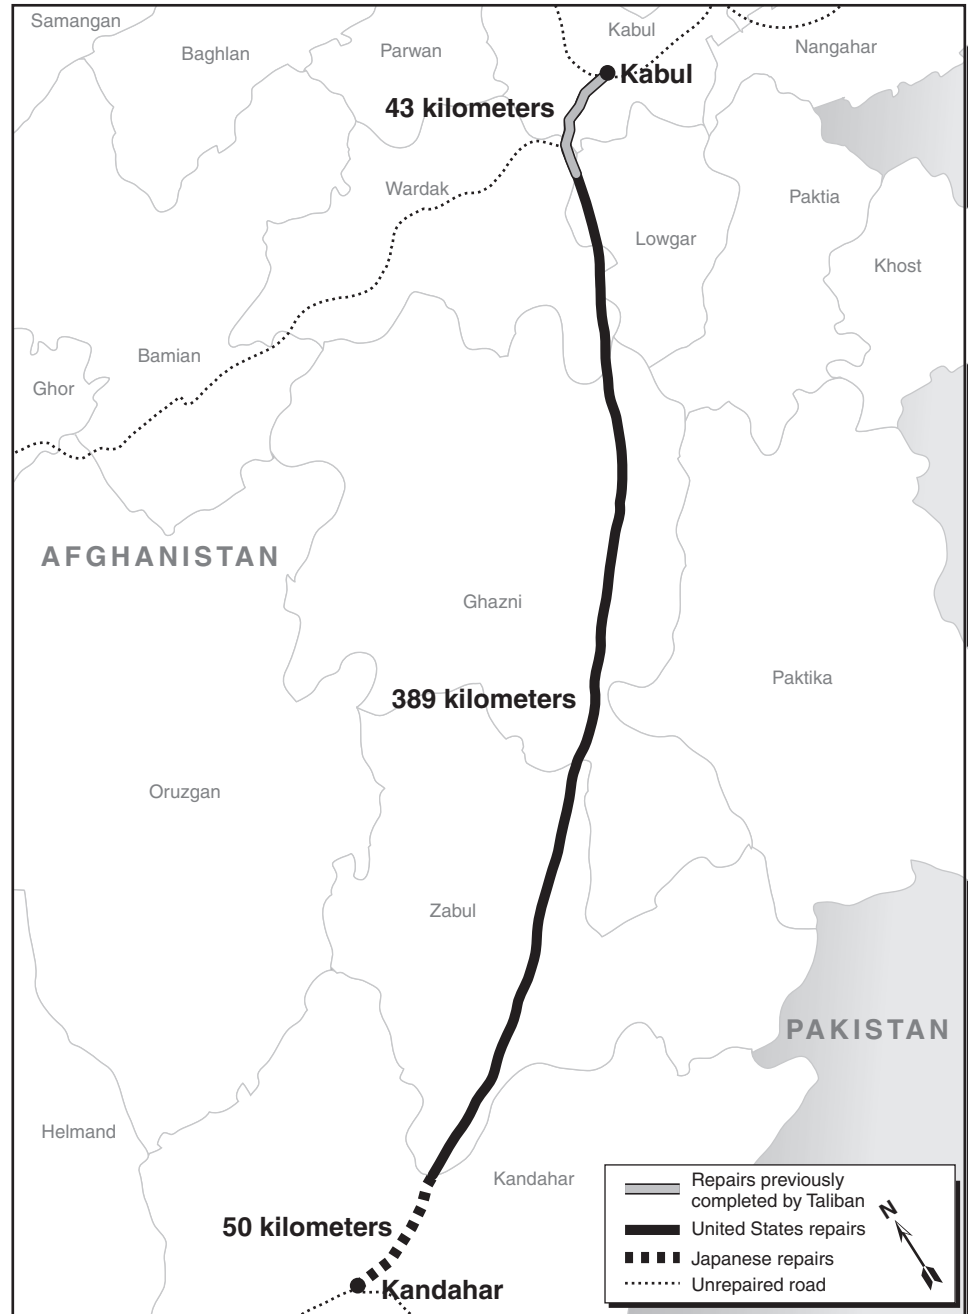 Samangan
Kabul
Nangahar
Baghlan
Parwan
Kabul
43 kilometers
Wardak
Paktia
Lowgar
Khost
Bamian
Ghor
AFGHANISTAN
Ghazni
Paktika
389 kilometers
Oruzgan
Zabul
PAKISTAN
Helmand
Kandahar
50 kilometers
Kandahar
Repairs previously
completed by Taliban
United States repairs
Japanese repairs
Unrepaired road
N